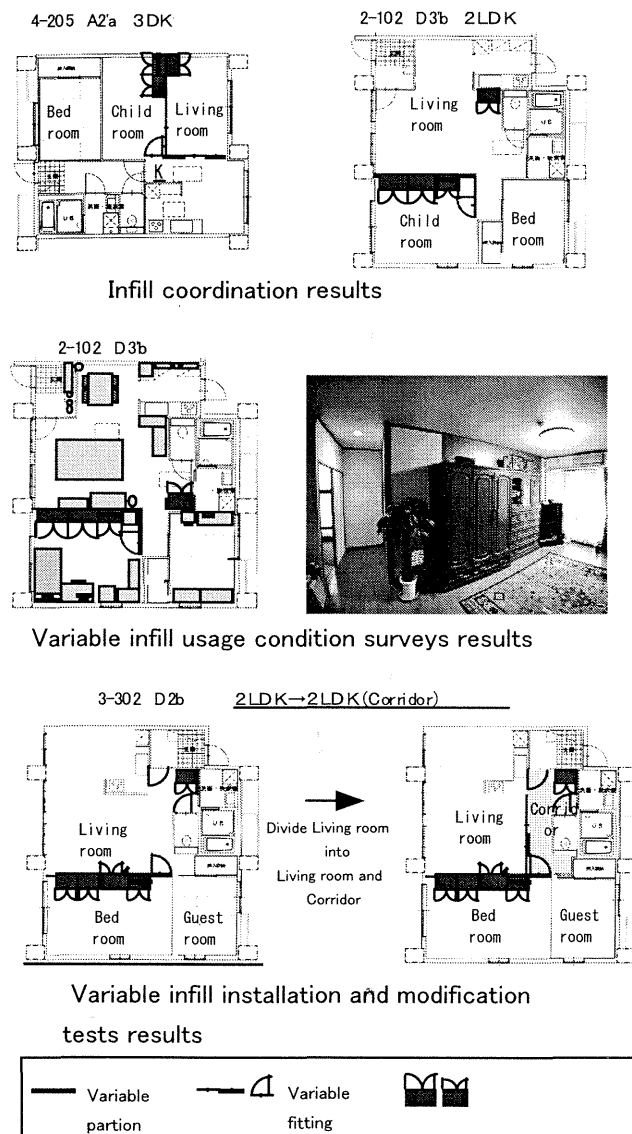 4-205 A2'a 3DK
2-102 D3'b 2LDK
Bed
room
Child
room
Living
room
K
Living
room
Child
room
Bed
room
Infill coordination results
2-102 D3'b
Variable infill usage condition surveys results
3-302 D2b 2LDK→2LDK(Corridor)
Living
room
Bed
room
Guest
room
Divide Living room
into
Living room and
Corridor
Living
room
Corrid
or
Bed
room
Guest
room
Variable infill installation and modification
tests results
Variable
partion
Variable
fitting